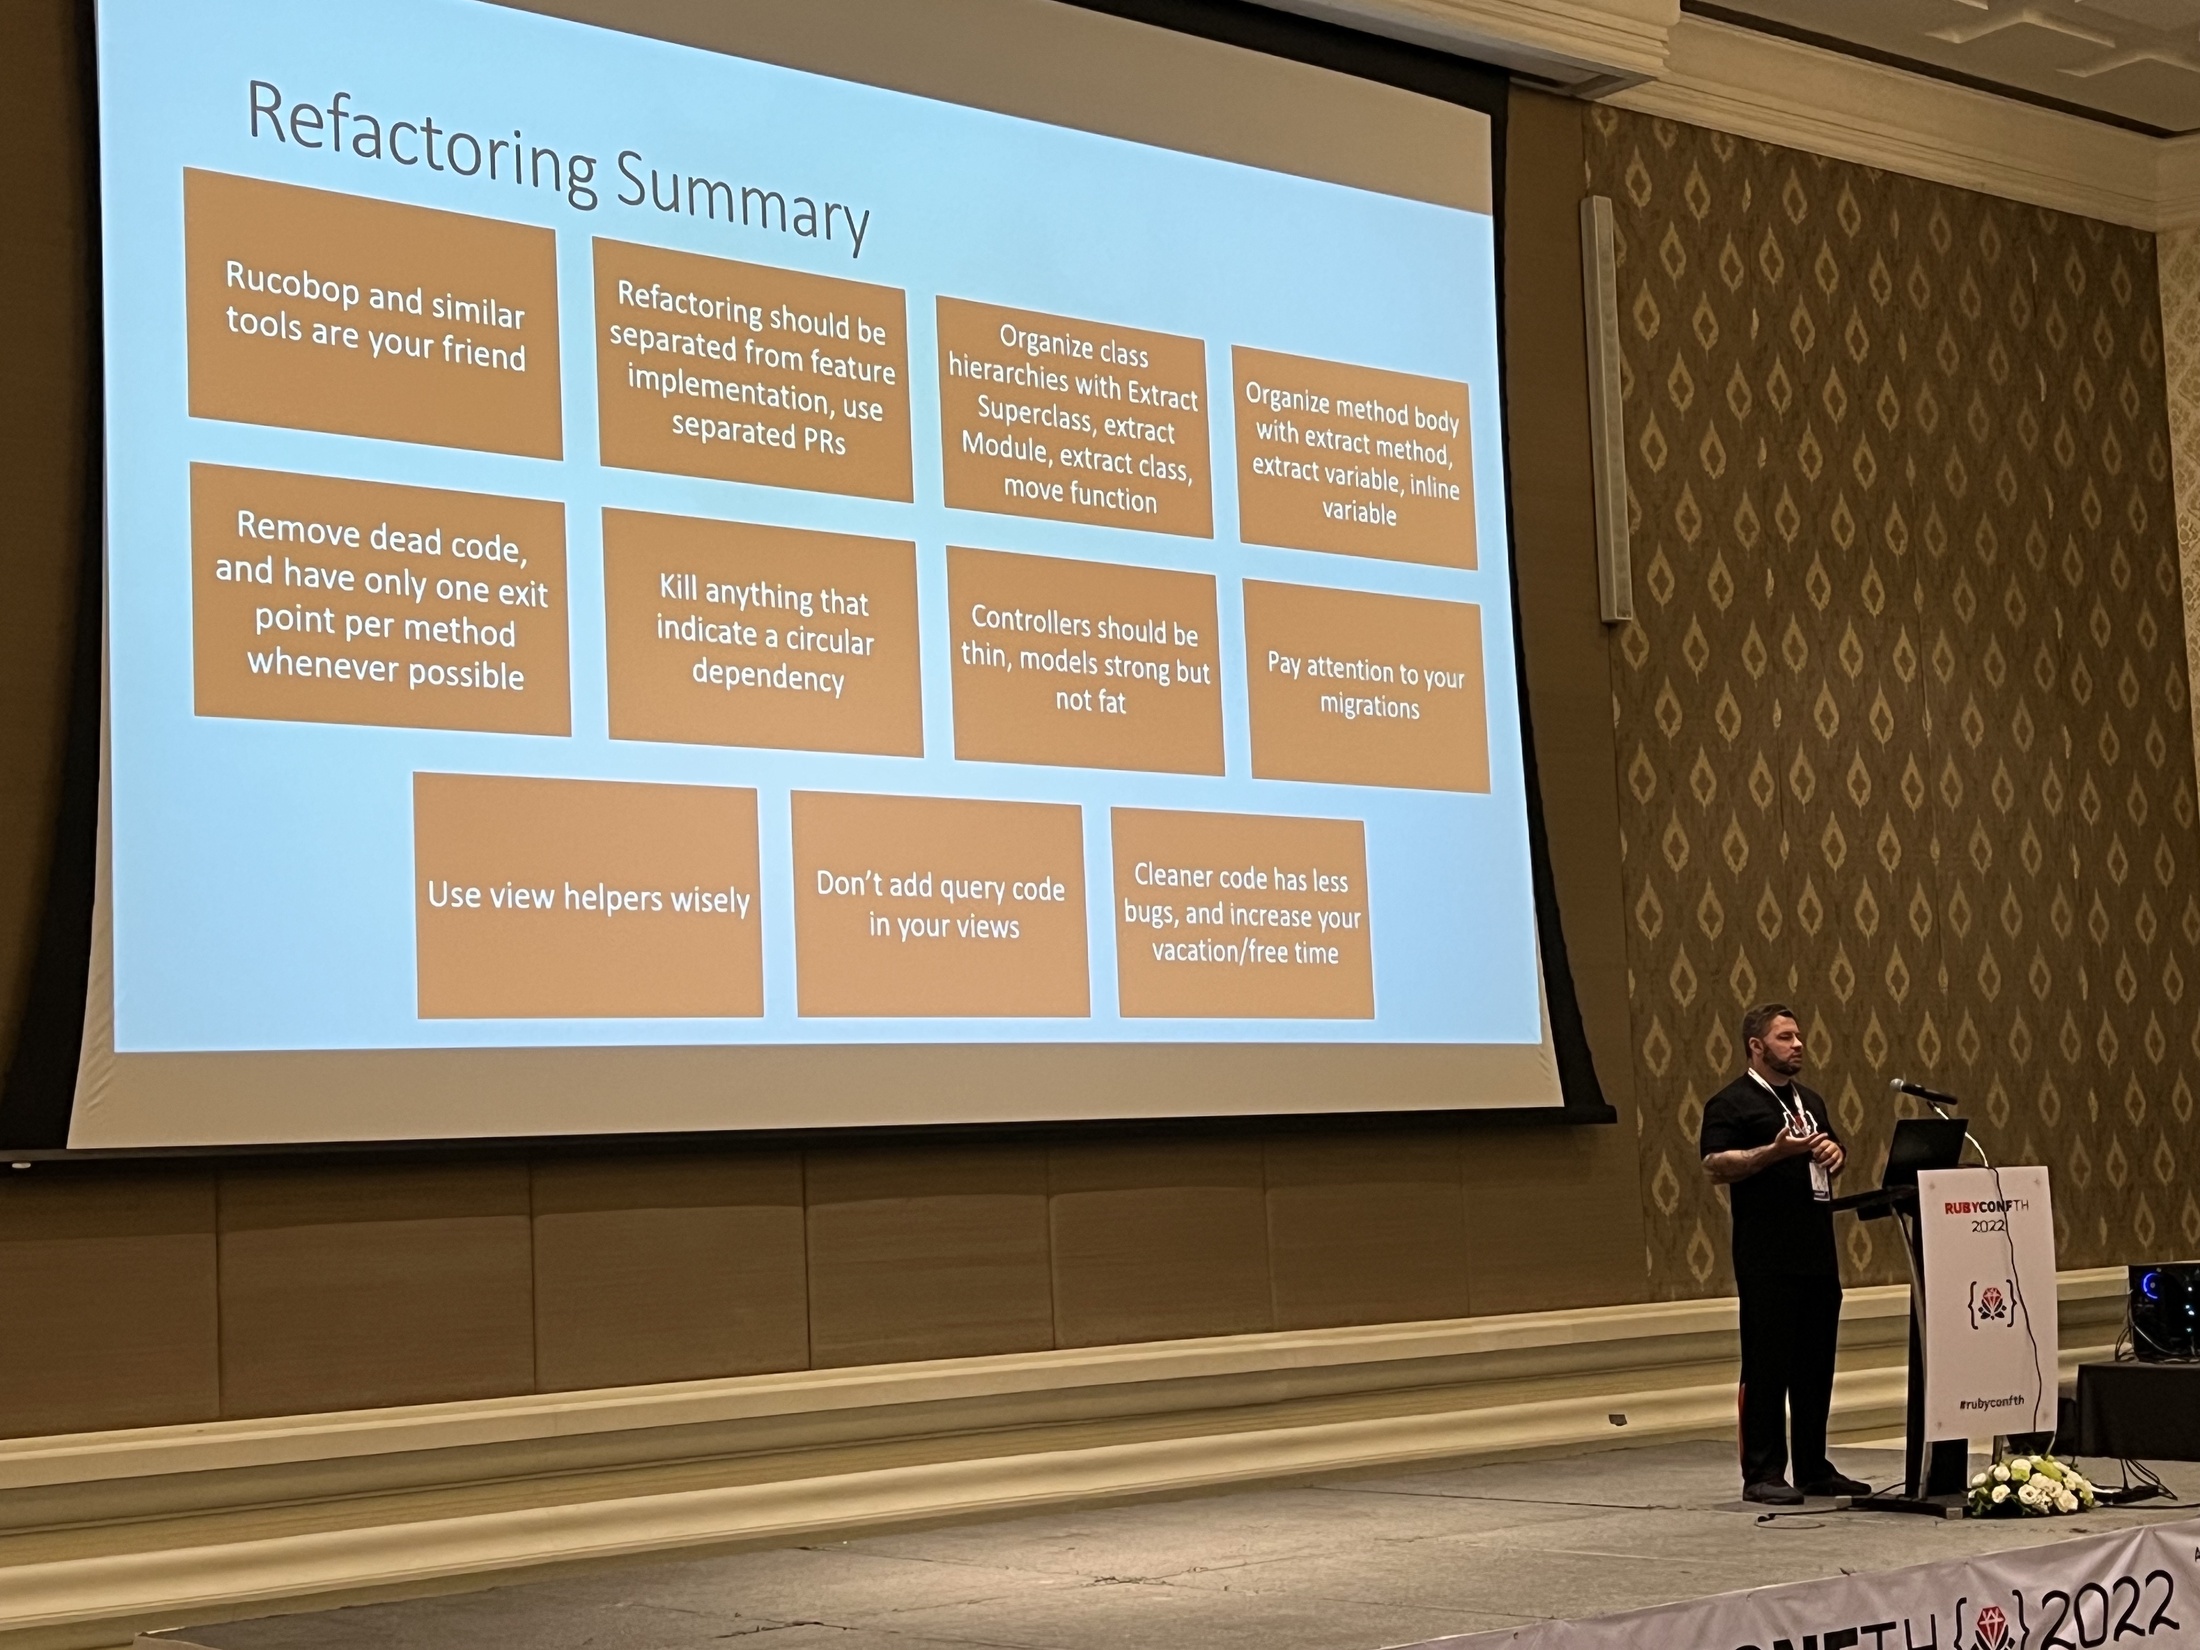 Refactoring Summary
Rucobop and similar
tools are your friend
Refactoring should be
separated from feature
implementation, use
separated PRs
Organize class
hierarchies with Extract
Superclass, extract
Module, extract class,
move function
Organize method body
with extract method,
extract variable, inline
variable
Remove dead code,
and have only one exit
point per method
whenever possible
Kill anything that
indicate a circular
dependency
Controllers should be
thin, models strong but
not fat
Pay attention to your
migrations
Use view helpers wisely
Don't add query code
in your views
Cleaner code has less
bugs, and increase your
vacation/free time
RUBYCONFTH
2022
#rubyconfth
2022